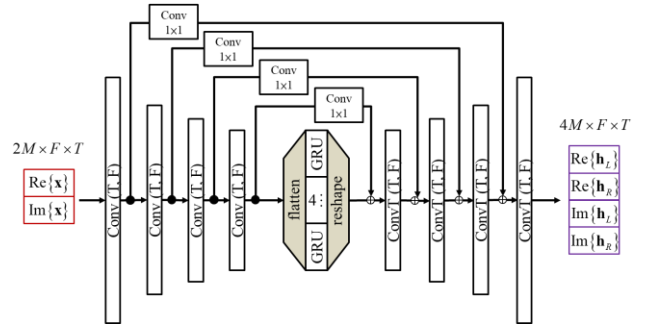 Conv
1×1
Conv
1×1
Conv
1×1
Conv
1×1
2M × F × T
Re{x}
Im{x}
Conv (T, F)
Conv (T, F)
Conv (T, F)
Conv (T, F)
flatten
GRU
4⋮
GRU
reshape
ConvT (T, F)
ConvT (T, F)
ConvT (T, F)
ConvT (T, F)
4M × F × T
Re{h_L}
Re{h_R}
Im{h_L}
Im{h_R}